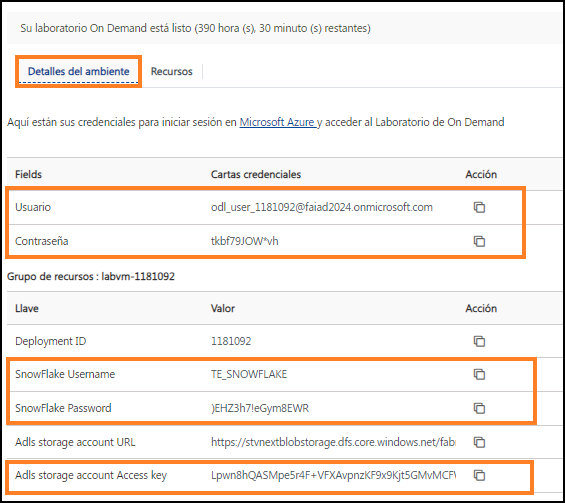 Su laboratorio On Demand está listo (390 hora (s), 30 minuto (s) restantes)
Detalles del ambiente Recursos
Aquí están sus credenciales para iniciar sesión en Microsoft Azure y acceder al Laboratorio de On Demand
Fields Cartas credenciales Acción
Usuario odl_user_1181092@faiad2024.onmicrosoft.com
Contraseña tkbf79JOW*vh
Grupo de recursos : labvm-1181092
Llave Valor Acción
Deployment ID 1181092
SnowFlake Username TE_SNOWFLAKE
SnowFlake Password )EHZ3h7!eGym8EWR
Adls storage account URL https://stvnextblobstorage.dfs.core.windows.net/fabr
Adls storage account Access key Lpwn8hQASMpe5r4F+VFXAvpnzKF9x9Kjt5GMvMCFV